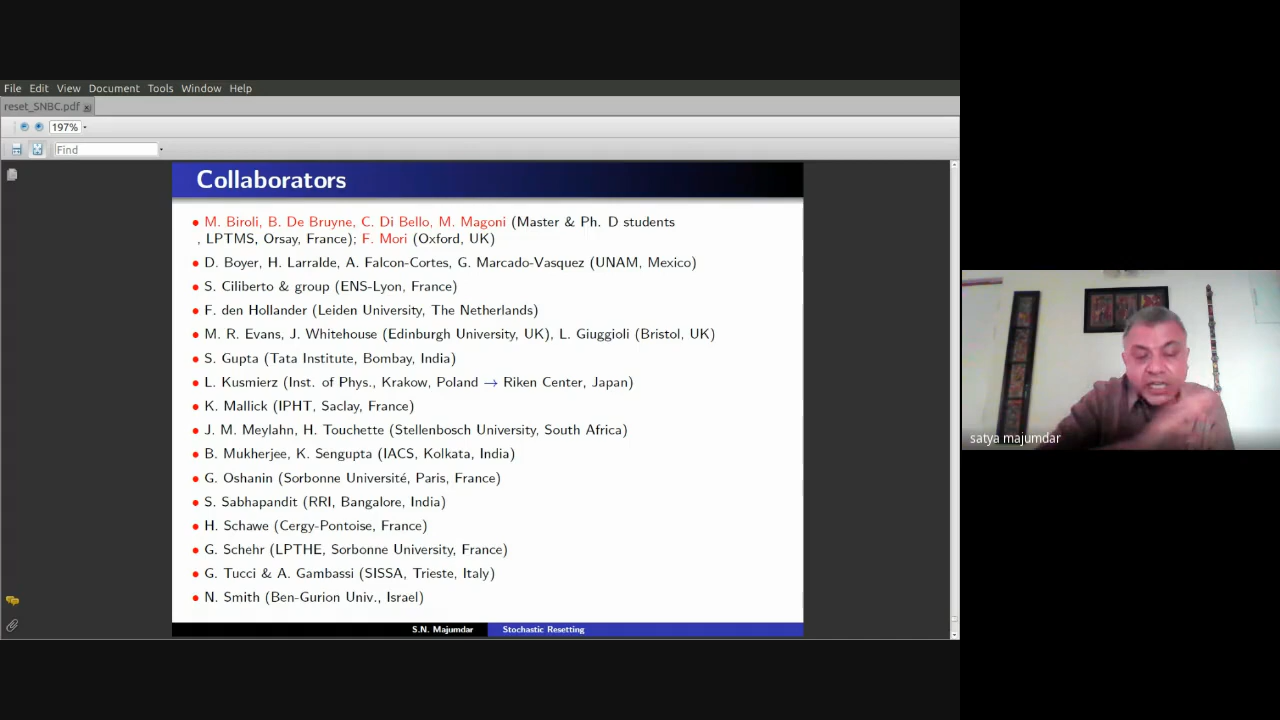 File Edit View Document Tools Window Help
reset_SNBC.pdf
197%
Find
Collaborators
• M. Biroli, B. De Bruyne, C. Di Bello, M. Magoni (Master & Ph. D students
, LPTMS, Orsay, France); F. Mori (Oxford, UK)
• D. Boyer, H. Larralde, A. Falcon-Cortes, G. Marcado-Vasquez (UNAM, Mexico)
• S. Ciliberto & group (ENS-Lyon, France)
• F. den Hollander (Leiden University, The Netherlands)
• M. R. Evans, J. Whitehouse (Edinburgh University, UK), L. Giuggioli (Bristol, UK)
• S. Gupta (Tata Institute, Bombay, India)
• L. Kusmierz (Inst. of Phys., Krakow, Poland → Riken Center, Japan)
• K. Mallick (IPHT, Saclay, France)
• J. M. Meylahn, H. Touchette (Stellenbosch University, South Africa)
• B. Mukherjee, K. Sengupta (IACS, Kolkata, India)
• G. Oshanin (Sorbonne Université, Paris, France)
• S. Sabhapandit (RRI, Bangalore, India)
• H. Schawe (Cergy-Pontoise, France)
• G. Schehr (LPTHE, Sorbonne University, France)
• G. Tucci & A. Gambassi (SISSA, Trieste, Italy)
• N. Smith (Ben-Gurion Univ., Israel)
S.N. Majumdar Stochastic Resetting
satya majumdar